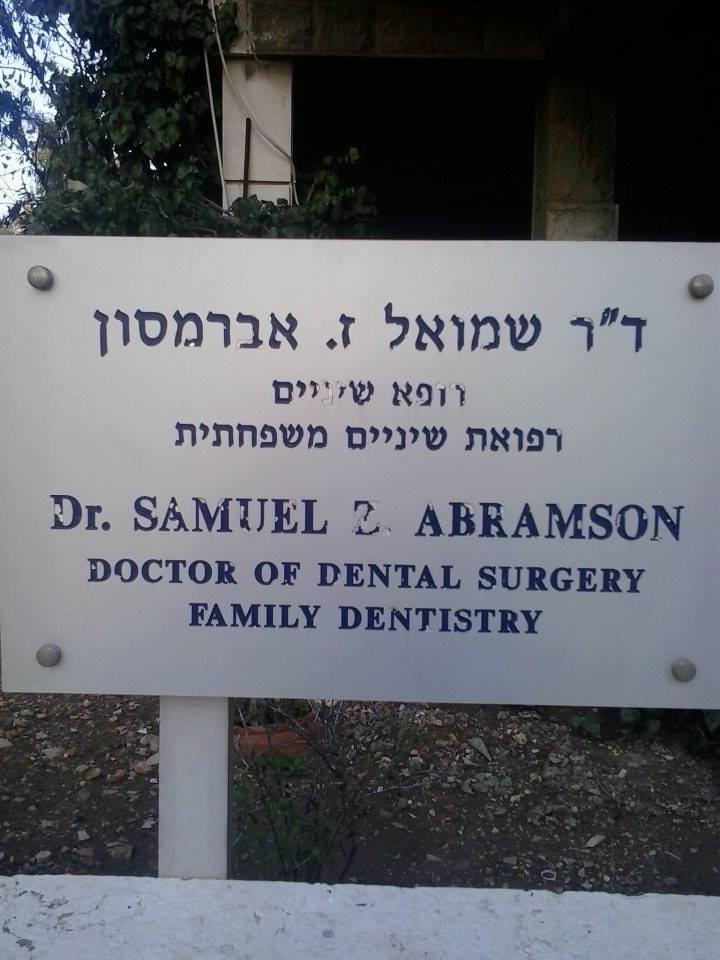 ד"ר שמואל ז. אברמסון
רופא שיניים
רפואת שיניים משפחתית
Dr. SAMUEL Z. ABRAMSON
DOCTOR OF DENTAL SURGERY
FAMILY DENTISTRY